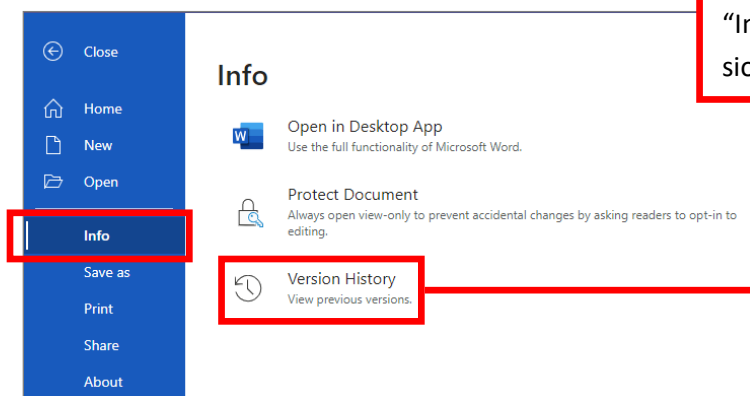 “In
sid
Close
Info
Home
New
Open
Info
Save as
Print
Share
About
W
Open in Desktop App
Use the full functionality of Microsoft Word.
Protect Document
Always open view-only to prevent accidental changes by asking readers to opt-in to
editing.
Version History
View previous versions.